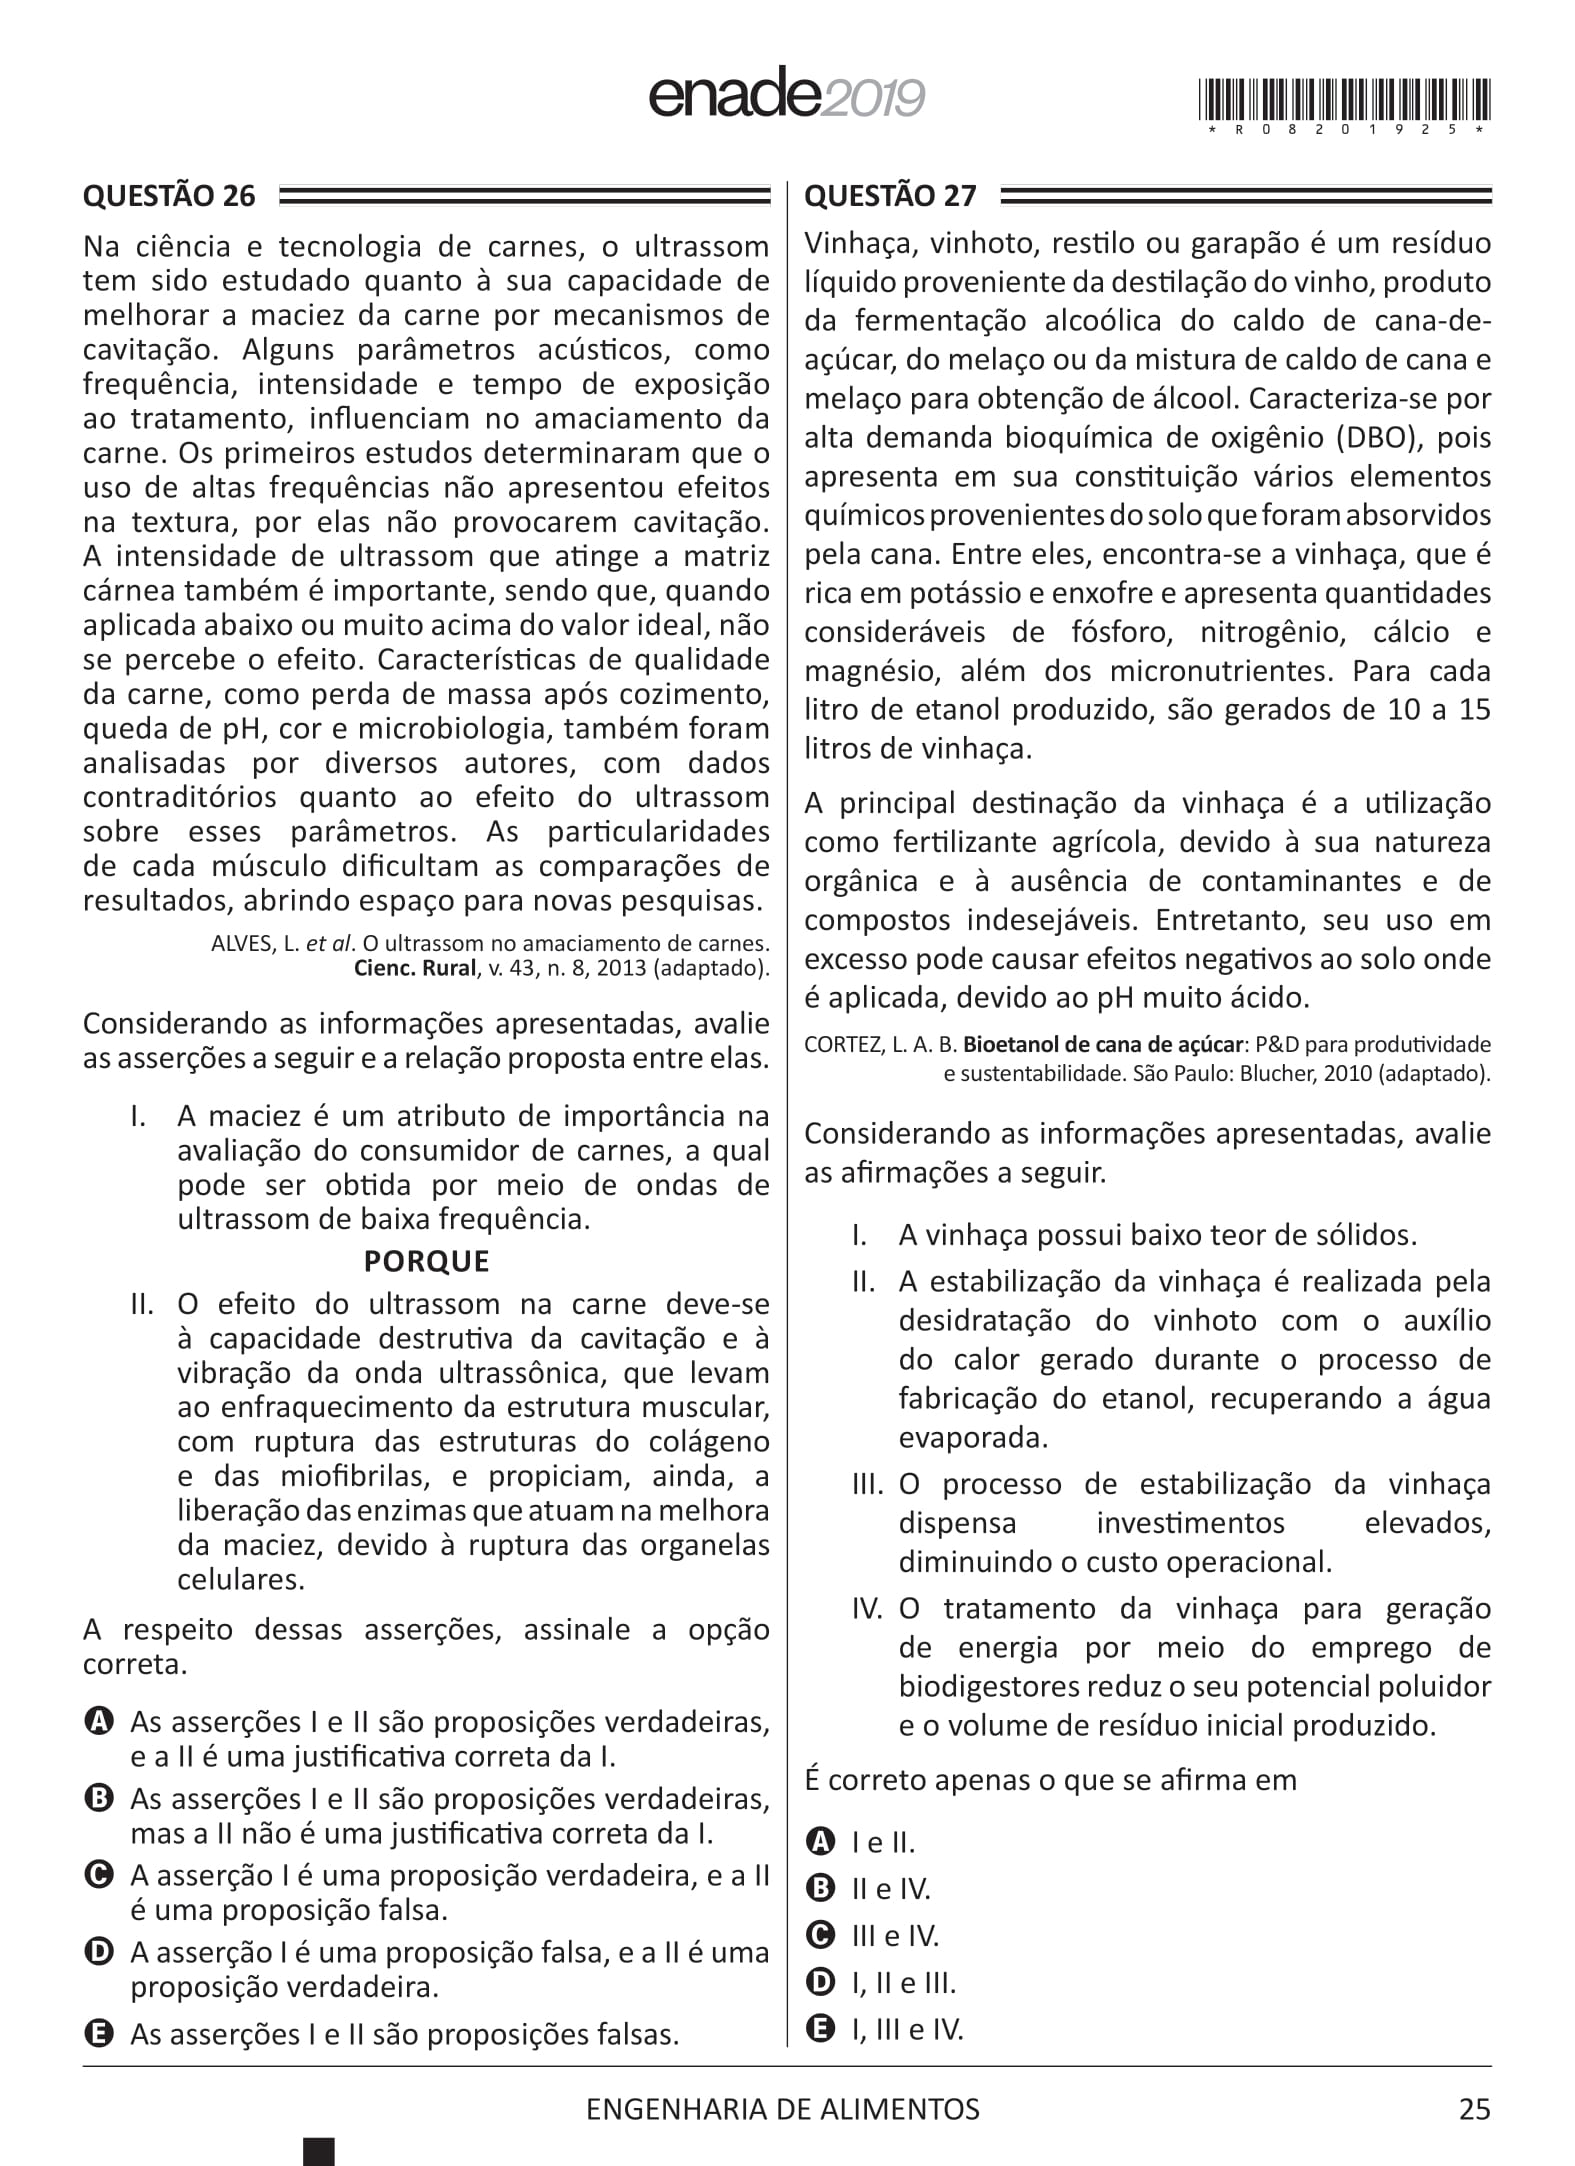 enade2019
*R08201925*
QUESTÃO 26
Na ciência e tecnologia de carnes, o ultrassom
tem sido estudado quanto à sua capacidade de
melhorar a maciez da carne por mecanismos de
cavitação. Alguns parâmetros acústicos, como
frequência, intensidade e tempo de exposição
ao tratamento, influenciam no amaciamento da
carne. Os primeiros estudos determinaram que o
uso de altas frequências não apresentou efeitos
na textura, por elas não provocarem cavitação.
A intensidade de ultrassom que atinge a matriz
cárnea também é importante, sendo que, quando
aplicada abaixo ou muito acima do valor ideal, não
se percebe o efeito. Características de qualidade
da carne, como perda de massa após cozimento,
queda de pH, cor e microbiologia, também foram
analisadas por diversos autores, com dados
contraditórios quanto ao efeito do ultrassom
sobre esses parâmetros. As particularidades
de cada músculo dificultam as comparações de
resultados, abrindo espaço para novas pesquisas.
ALVES, L. et al. O ultrassom no amaciamento de carnes.
Cienc. Rural, v. 43, n. 8, 2013 (adaptado).
Considerando as informações apresentadas, avalie
as asserções a seguir e a relação proposta entre elas.
I. A maciez é um atributo de importância na
avaliação do consumidor de carnes, a qual
pode ser obtida por meio de ondas de
ultrassom de baixa frequência.
PORQUE
II. O efeito do ultrassom na carne deve-se
à capacidade destrutiva da cavitação e à
vibração da onda ultrassônica, que levam
ao enfraquecimento da estrutura muscular,
com ruptura das estruturas do colágeno
e das miofibrilas, e propiciam, ainda, a
liberação das enzimas que atuam na melhora
da maciez, devido à ruptura das organelas
celulares.
A respeito dessas asserções, assinale a opção
correta.
A As asserções I e II são proposições verdadeiras,
e a II é uma justificativa correta da I.
B As asserções I e II são proposições verdadeiras,
mas a II não é uma justificativa correta da I.
C A asserção I é uma proposição verdadeira, e a II
é uma proposição falsa.
D A asserção I é uma proposição falsa, e a II é uma
proposição verdadeira.
E As asserções I e II são proposições falsas.
QUESTÃO 27
Vinhaça, vinhoto, restilo ou garapão é um resíduo
líquido proveniente da destilação do vinho, produto
da fermentação alcoólica do caldo de cana-de-
açúcar, do melaço ou da mistura de caldo de cana e
melaço para obtenção de álcool. Caracteriza-se por
alta demanda bioquímica de oxigênio (DBO), pois
apresenta em sua constituição vários elementos
químicos provenientes do solo que foram absorvidos
pela cana. Entre eles, encontra-se a vinhaça, que é
rica em potássio e enxofre e apresenta quantidades
consideráveis de fósforo, nitrogênio, cálcio e
magnésio, além dos micronutrientes. Para cada
litro de etanol produzido, são gerados de 10 a 15
litros de vinhaça.
A principal destinação da vinhaça é a utilização
como fertilizante agrícola, devido à sua natureza
orgânica e à ausência de contaminantes e de
compostos indesejáveis. Entretanto, seu uso em
excesso pode causar efeitos negativos ao solo onde
é aplicada, devido ao pH muito ácido.
CORTEZ, L. A. B. Bioetanol de cana de açúcar: P&D para produtividade
e sustentabilidade. São Paulo: Blucher, 2010 (adaptado).
Considerando as informações apresentadas, avalie
as afirmações a seguir.
I. A vinhaça possui baixo teor de sólidos.
II. A estabilização da vinhaça é realizada pela
desidratação do vinhoto com o auxílio
do calor gerado durante o processo de
fabricação do etanol, recuperando a água
evaporada.
III. O processo de estabilização da vinhaça
dispensa investimentos elevados,
diminuindo o custo operacional.
IV. O tratamento da vinhaça para geração
de energia por meio do emprego de
biodigestores reduz o seu potencial poluidor
e o volume de resíduo inicial produzido.
É correto apenas o que se afirma em
A I e II.
B II e IV.
C III e IV.
D I, II e III.
E I, III e IV.
ENGENHARIA DE ALIMENTOS
25